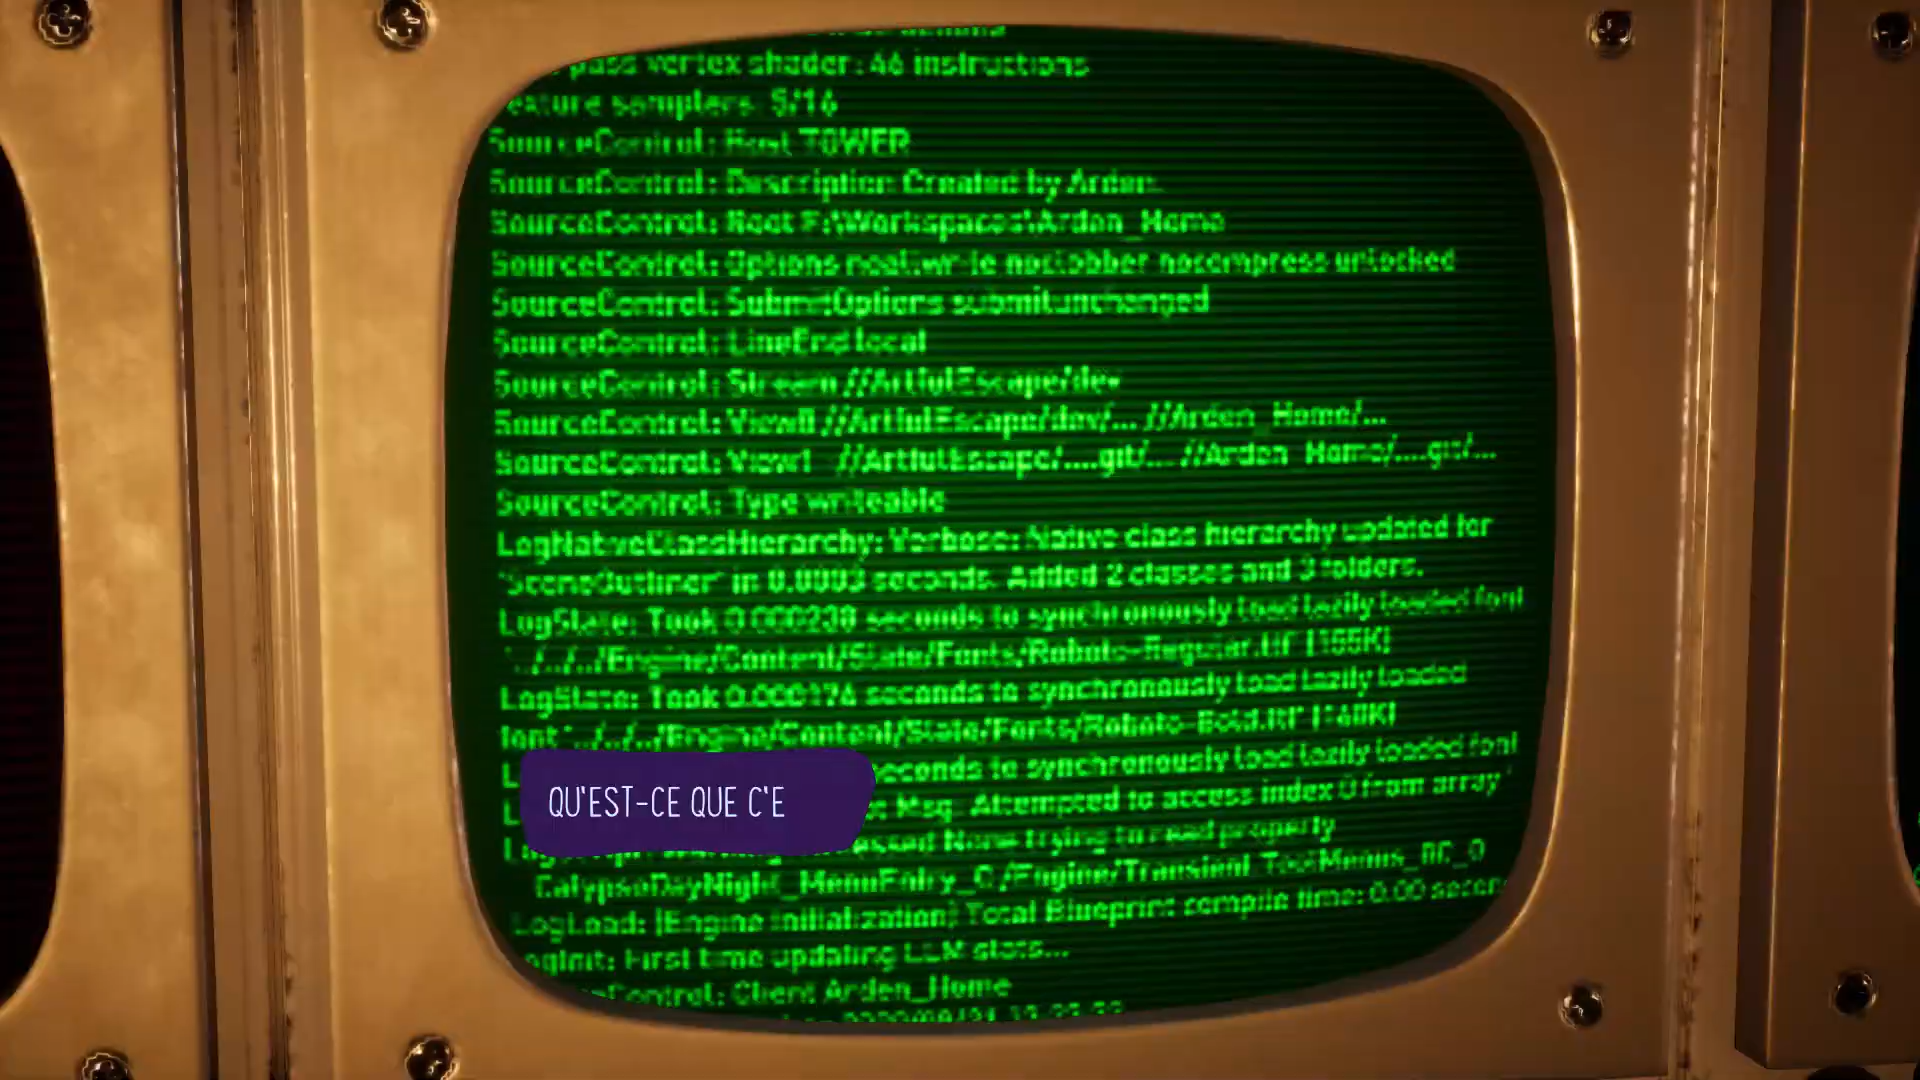 pass vertex shader: 46 instructions
texture samplers: 5/16
SourceControl: Host TOWER
SourceControl: Description Created by Arden.
SourceControl: Root F:\Workspaces\Arden_Home
SourceControl: Options noallwrite noclobber nocompress unlocked
SourceControl: SubmitOptions submitunchanged
SourceControl: LineEnd local
SourceControl: Stream //ArtfulEscape/dev
SourceControl: View0 //ArtfulEscape/dev/... //Arden_Home/...
SourceControl: View1 //ArtfulEscape/....git/... //Arden_Home/....git/...
SourceControl: Type writeable
LogNativeClassHierarchy: Verbose: Native class hierarchy updated for
'SceneOutliner' in 0.0003 seconds. Added 2 classes and 3 folders.
LogSlate: Took 0.000238 seconds to synchronously load lazily loaded font
'../../../Engine/Content/Slate/Fonts/Roboto-Regular.ttf' (155K)
LogSlate: Took 0.000174 seconds to synchronously load lazily loaded
font '../../../Engine/Content/Slate/Fonts/Roboto-Bold.ttf' (160K)
seconds to synchronously load lazily loaded font
QU'EST-CE QUE C'E
Msg: Attempted to access index 0 from array
None trying to read property
CalypsoDayNight_MenuEntry_C /Engine/Transient
LogLoad: (Engine Initialization) Total Blueprint compile time: 0.00
LogInit: First time updating LLM stats...
Control: Client Arden_Home